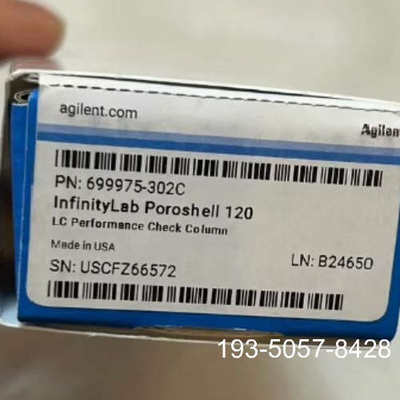 agilent.com
Agilent
PN: 699975-302C
InfinityLab Poroshell 120
LC Performance Check Column
Made in USA
SN: USCFZ66572
LN: B24650
193-5057-8428